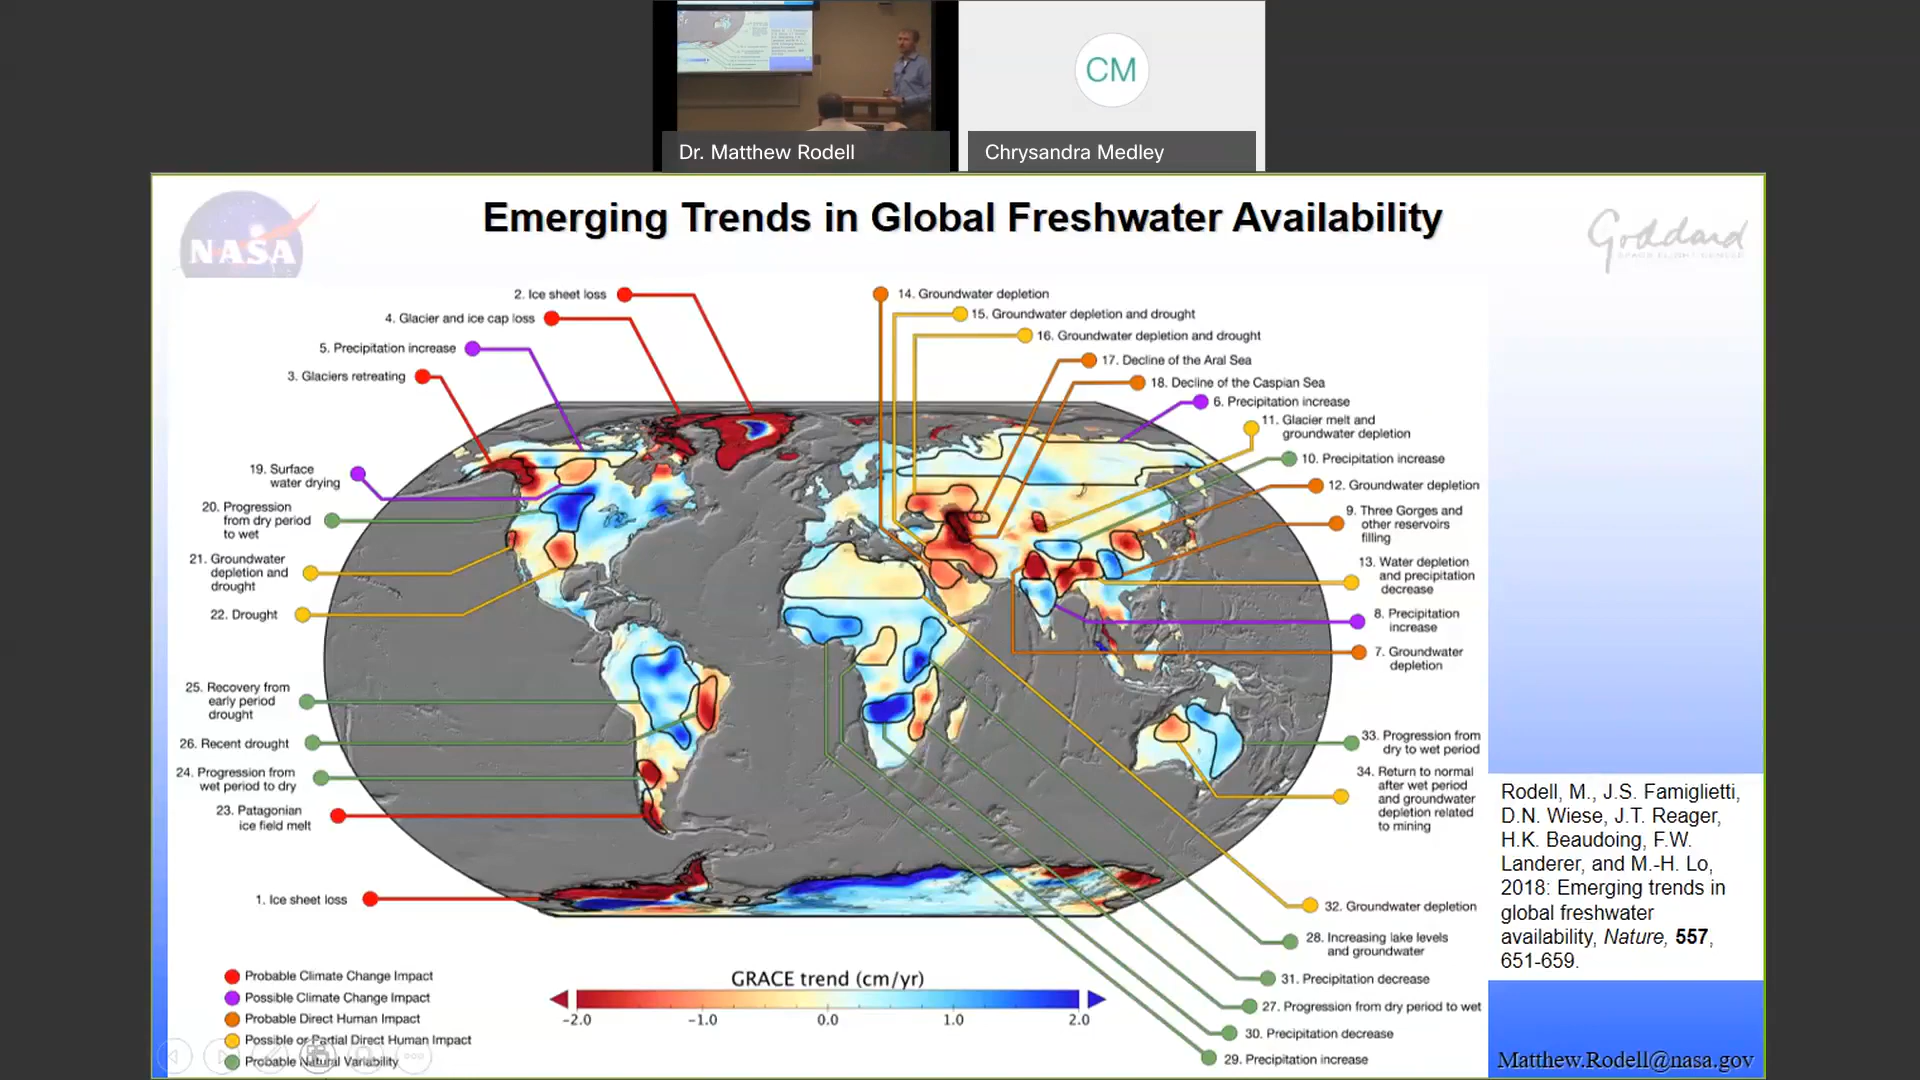 Dr. Matthew Rodell
CM
Chrysandra Medley
NASA
Emerging Trends in Global Freshwater Availability
Goddard
SPACE FLIGHT CENTER
2. Ice sheet loss
4. Glacier and ice cap loss
5. Precipitation increase
3. Glaciers retreating
19. Surface
water drying
20. Progression
from dry period
to wet
21. Groundwater
depletion and
drought
22. Drought
25. Recovery from
early period
drought
26. Recent drought
24. Progression from
wet period to dry
23. Patagonian
ice field melt
1. Ice sheet loss
14. Groundwater depletion
15. Groundwater depletion and drought
16. Groundwater depletion and drought
17. Decline of the Aral Sea
18. Decline of the Caspian Sea
6. Precipitation increase
11. Glacier melt and
groundwater depletion
10. Precipitation increase
12. Groundwater depletion
9. Three Gorges and
other reservoirs
filling
13. Water depletion
and precipitation
decrease
8. Precipitation
increase
7. Groundwater
depletion
33. Progression from
dry to wet period
34. Return to normal
after wet period
and groundwater
depletion related
to mining
32. Groundwater depletion
28. Increasing lake levels
and groundwater
31. Precipitation decrease
27. Progression from dry period to wet
30. Precipitation decrease
29. Precipitation increase
Probable Climate Change Impact
Possible Climate Change Impact
Probable Direct Human Impact
Possible or Partial Direct Human Impact
Probable Natural Variability
GRACE trend (cm/yr)
-2.0 -1.0 0.0 1.0 2.0
Rodell, M., J.S. Famiglietti,
D.N. Wiese, J.T. Reager,
H.K. Beaudoing, F.W.
Landerer, and M.-H. Lo,
2018: Emerging trends in
global freshwater
availability, Nature, 557,
651-659.
Matthew.Rodell@nasa.gov